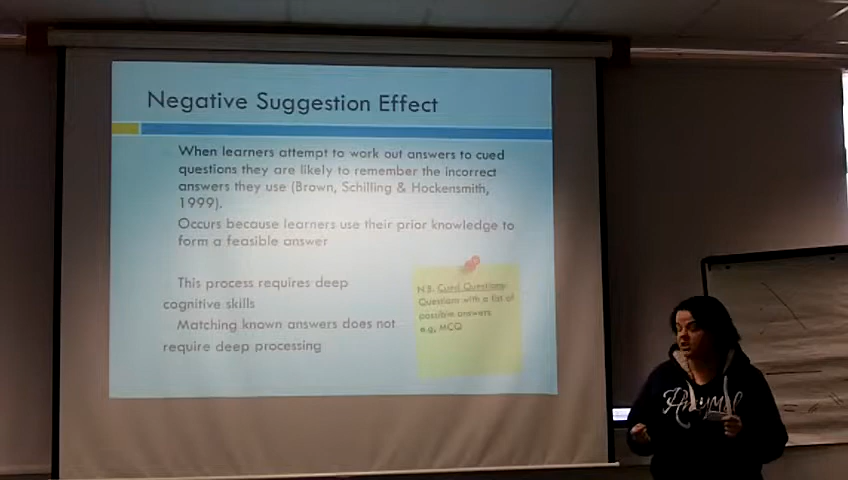 Negative Suggestion Effect
When learners attempt to work out answers to cued
questions they are likely to remember the incorrect
answers they use (Brown, Schilling & Hockensmith,
1999).
Occurs because learners use their prior knowledge to
form a feasible answer
This process requires deep
cognitive skills
Matching known answers does not
require deep processing
N.B. Cued Questions:
Questions with a list of
possible answers
e.g, MCQ